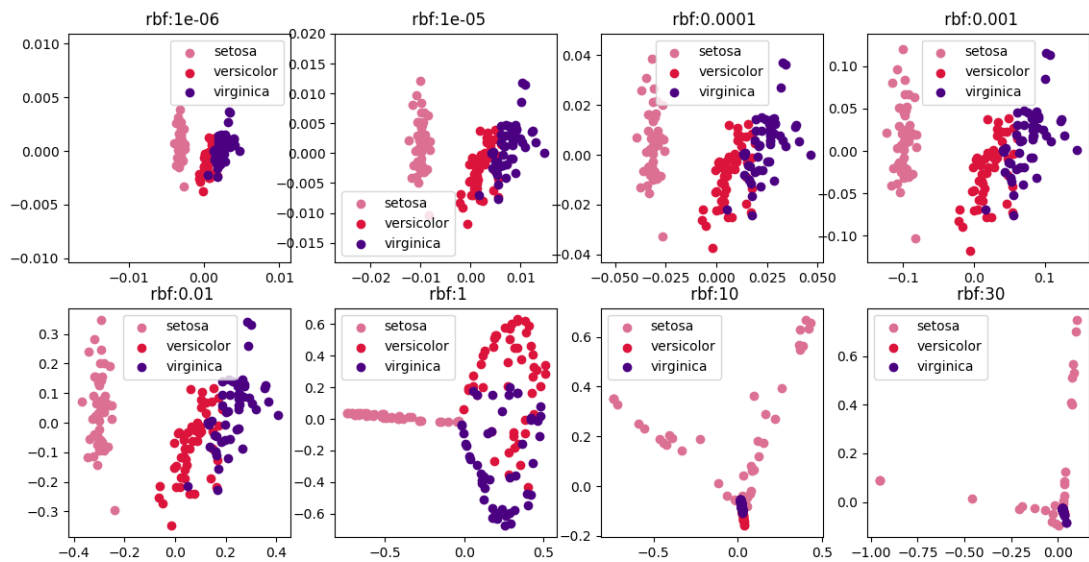 rbf:1e-06
0.010
0.005
0.000
−0.005
−0.010
−0.01
0.00
0.01
setosa
versicolor
virginica
rbf:1e-05
0.020
0.015
0.010
0.005
0.000
−0.005
−0.010
−0.015
−0.02
−0.01
0.00
0.01
setosa
versicolor
virginica
rbf:0.0001
0.04
0.02
0.00
−0.02
−0.04
−0.050
−0.025
0.000
0.025
0.050
setosa
versicolor
virginica
rbf:0.001
0.10
0.05
0.00
−0.05
−0.10
−0.1
0.0
0.1
setosa
versicolor
virginica
rbf:0.01
0.3
0.2
0.1
0.0
−0.1
−0.2
−0.3
−0.4
−0.2
0.0
0.2
0.4
setosa
versicolor
virginica
rbf:1
0.6
0.4
0.2
0.0
−0.2
−0.4
−0.6
−0.5
0.0
0.5
setosa
versicolor
virginica
rbf:10
0.6
0.4
0.2
0.0
−0.2
−0.5
0.0
0.5
setosa
versicolor
virginica
rbf:30
0.6
0.4
0.2
0.0
−1.00
−0.75
−0.50
−0.25
0.00
setosa
versicolor
virginica